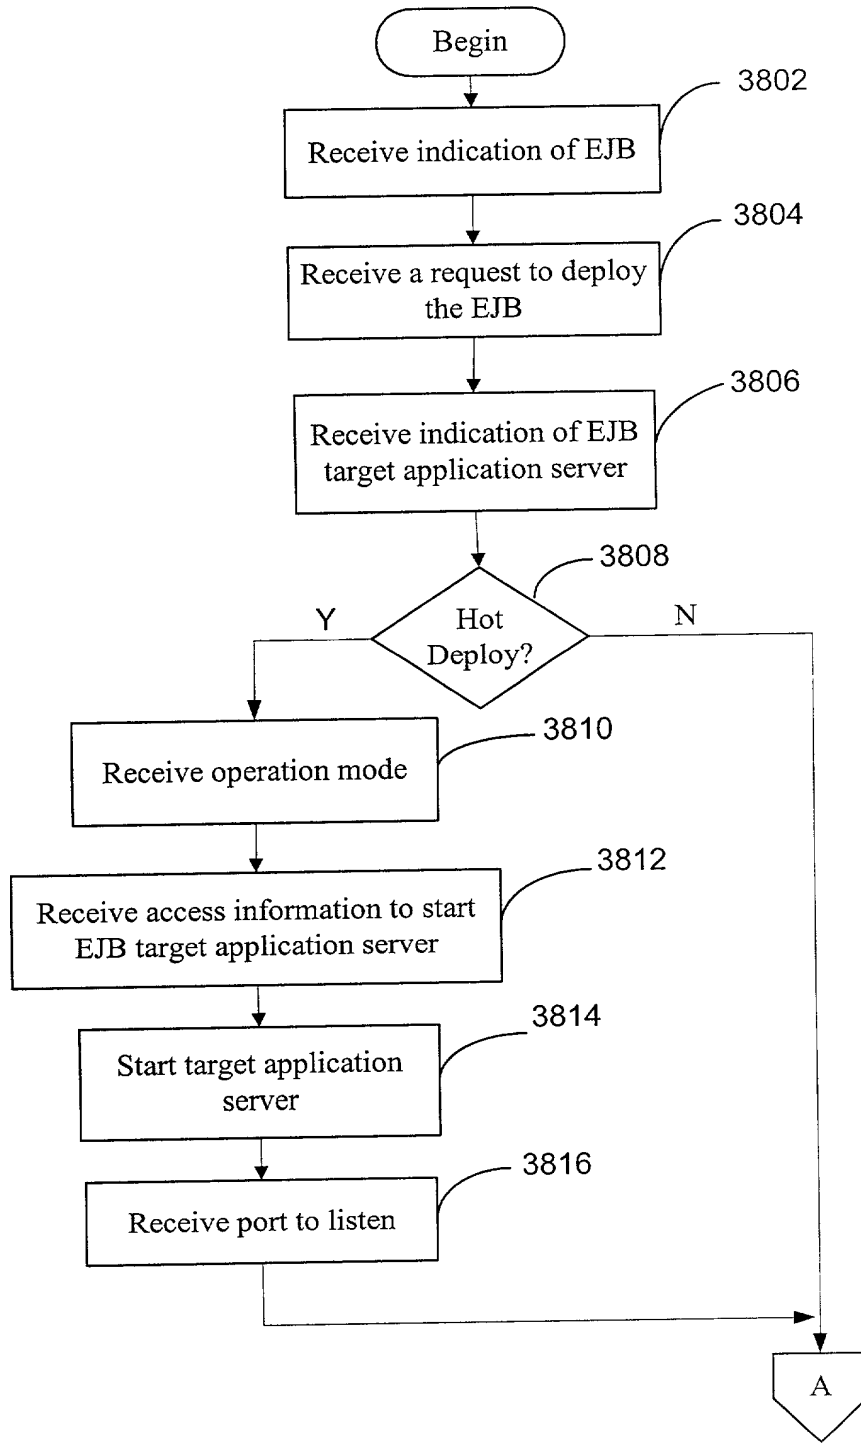 Begin
3802
Receive indication of EJB
3804
Receive a request to deploy
the EJB
3806
Receive indication of EJB
target application server
3808
Hot
Deploy?
Y
N
3810
Receive operation mode
3812
Receive access information to start
EJB target application server
3814
Start target application
server
3816
Receive port to listen
A